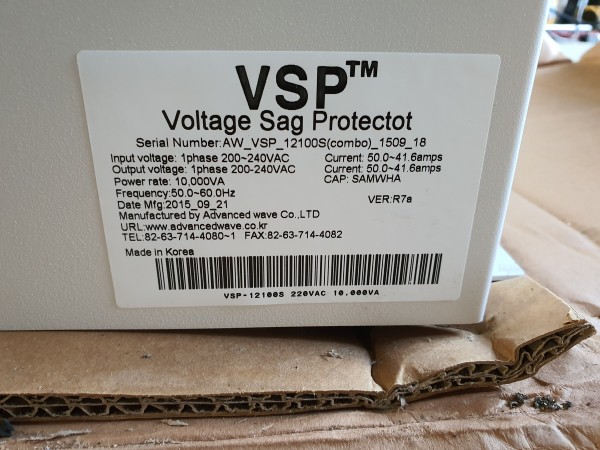 VSP™
Voltage Sag Protectot
Serial Number:AW_VSP_12100S(combo)_1509_18
Input voltage: 1phase 200~240VAC Current: 50.0~41.6amps
Output voltage: 1phase 200-240VAC Current: 50.0~41.6amps
Power rate: 10,000VA CAP: SAMWHA
Frequency:50.0~60.0Hz
Date Mfg:2015_09_21 VER:R7a
Manufactured by Advanced wave Co.,LTD
URL:www.advancedwave.co.kr
TEL:82-63-714-4080~1 FAX:82-63-714-4082
Made in Korea
VSP-12100S 220VAC 10,000VA